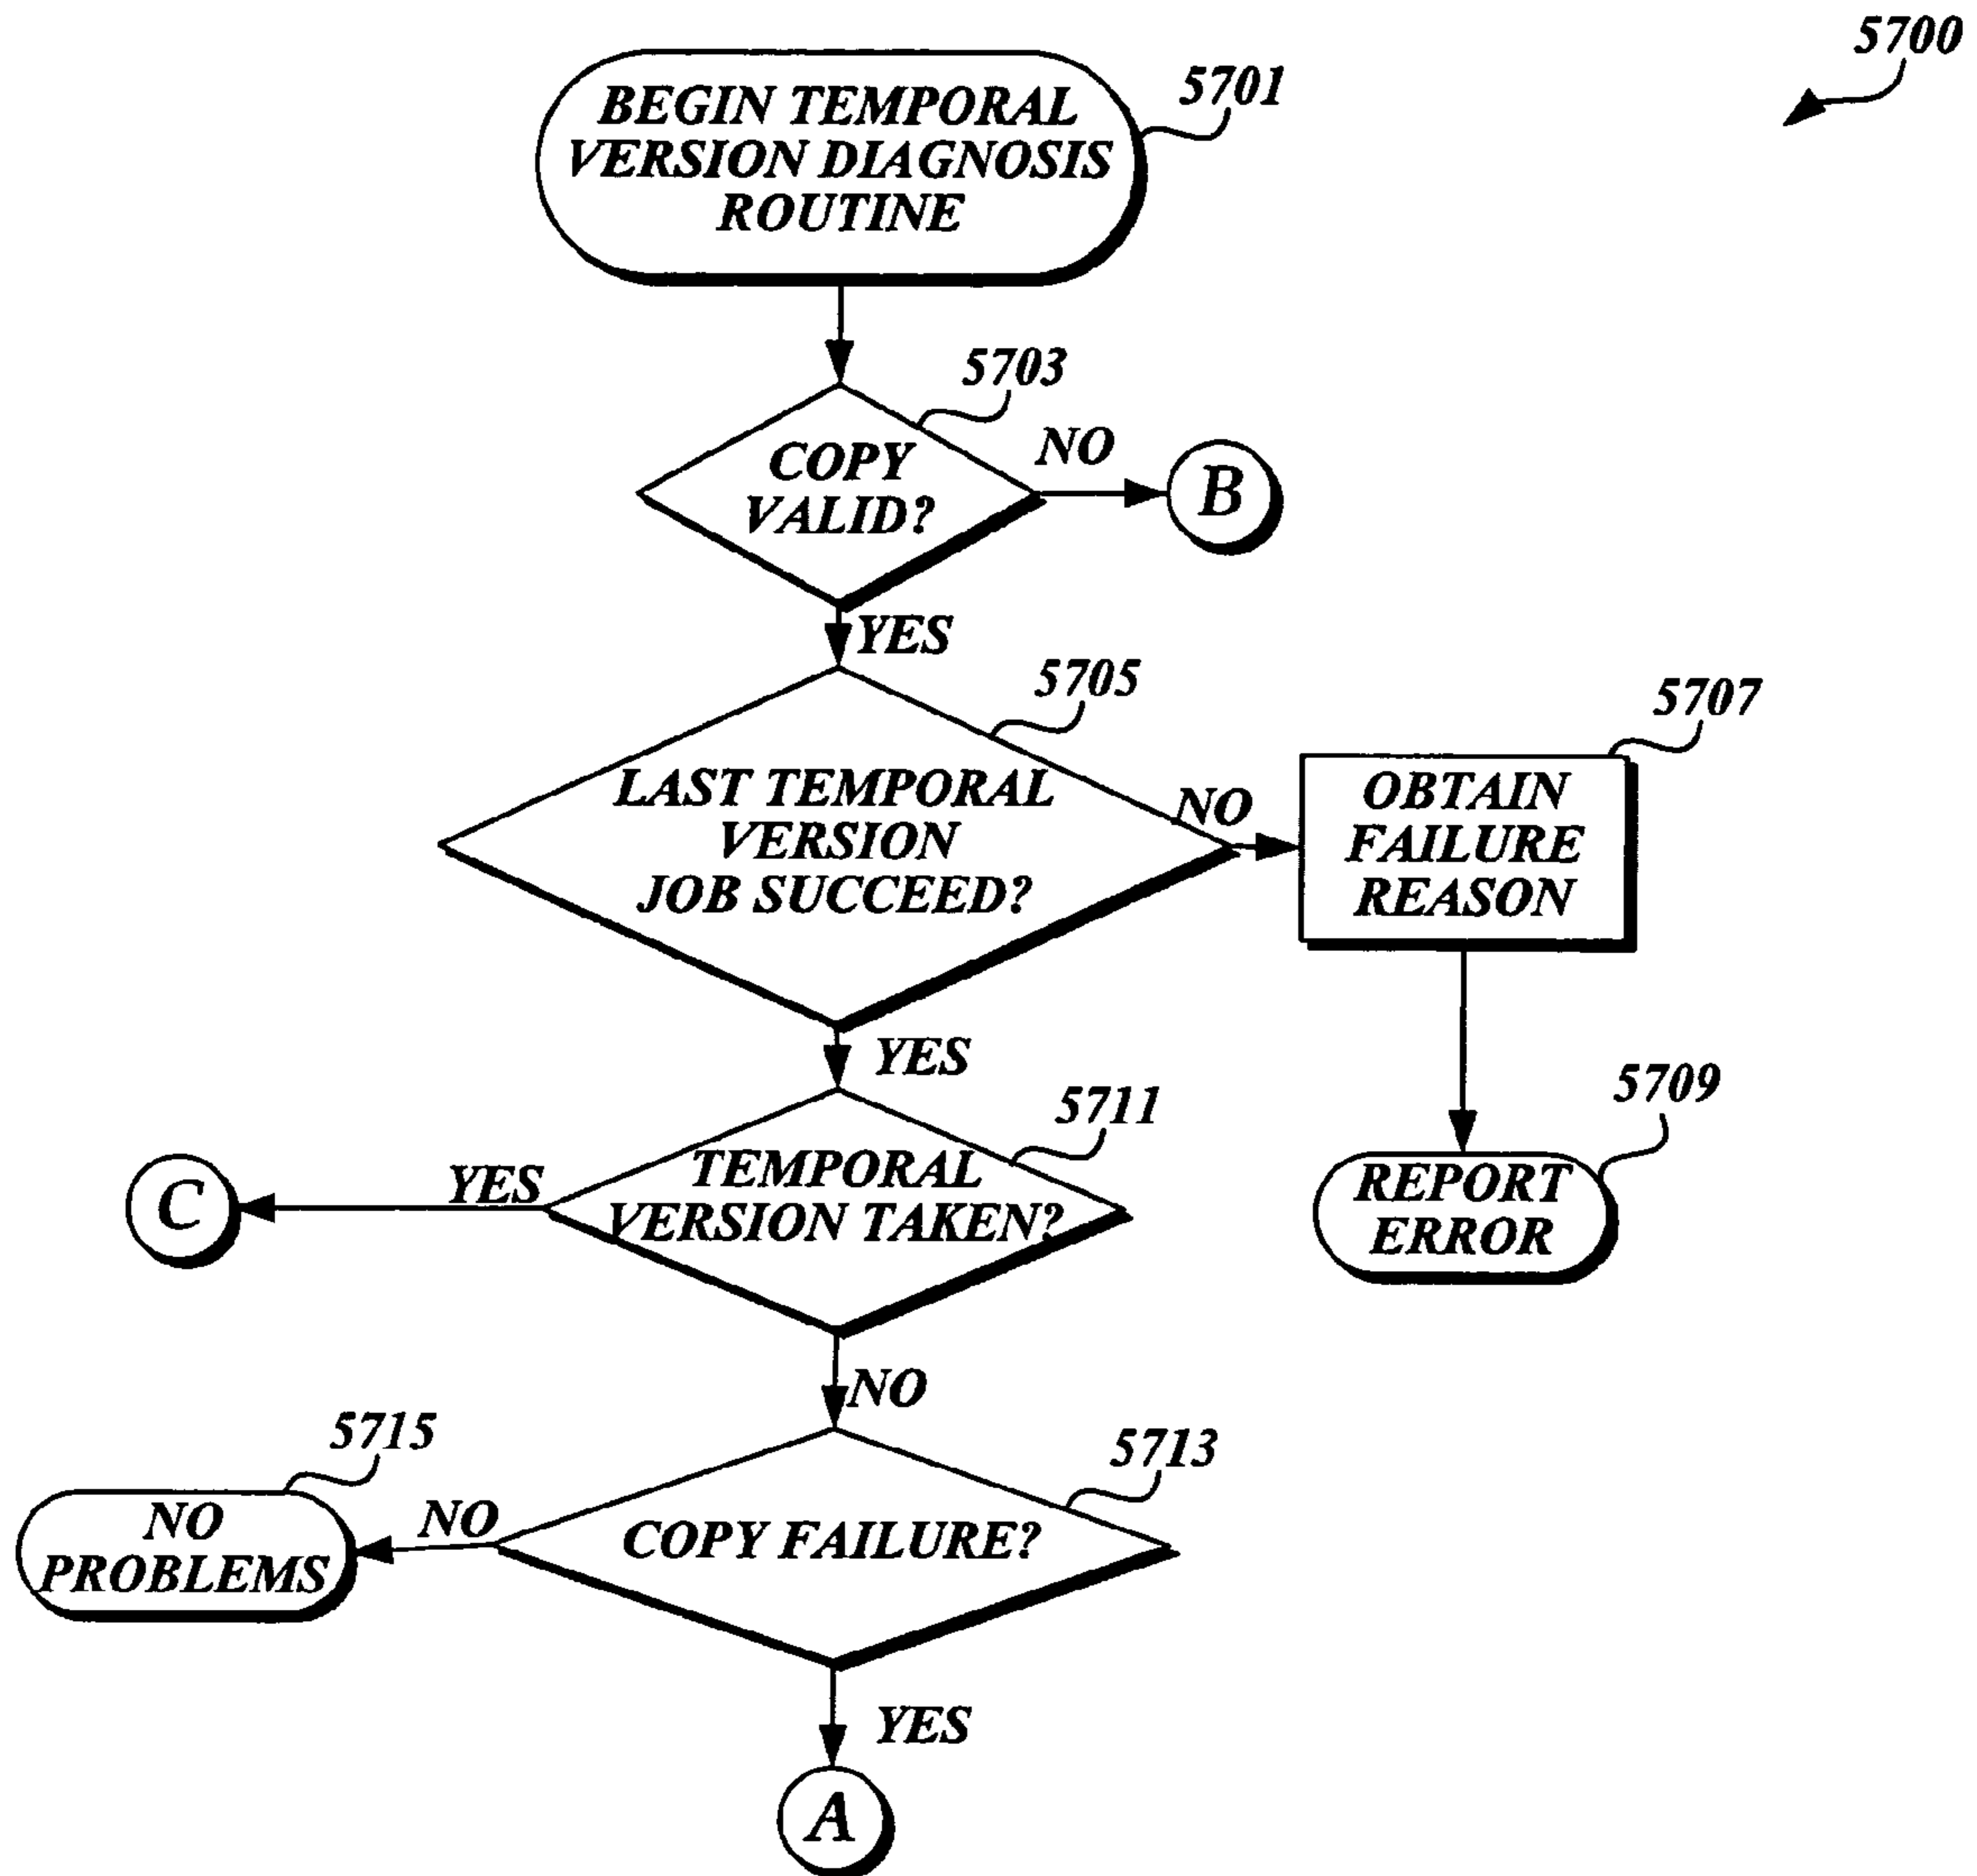 5700
5701
BEGIN TEMPORAL
VERSION DIAGNOSIS
ROUTINE
5703
COPY
VALID?
NO
B
YES
5705
LAST TEMPORAL
VERSION
JOB SUCCEED?
NO
5707
OBTAIN
FAILURE
REASON
YES
5709
REPORT
ERROR
5711
TEMPORAL
VERSION TAKEN?
YES
C
NO
5713
COPY FAILURE?
NO
5715
NO
PROBLEMS
YES
A